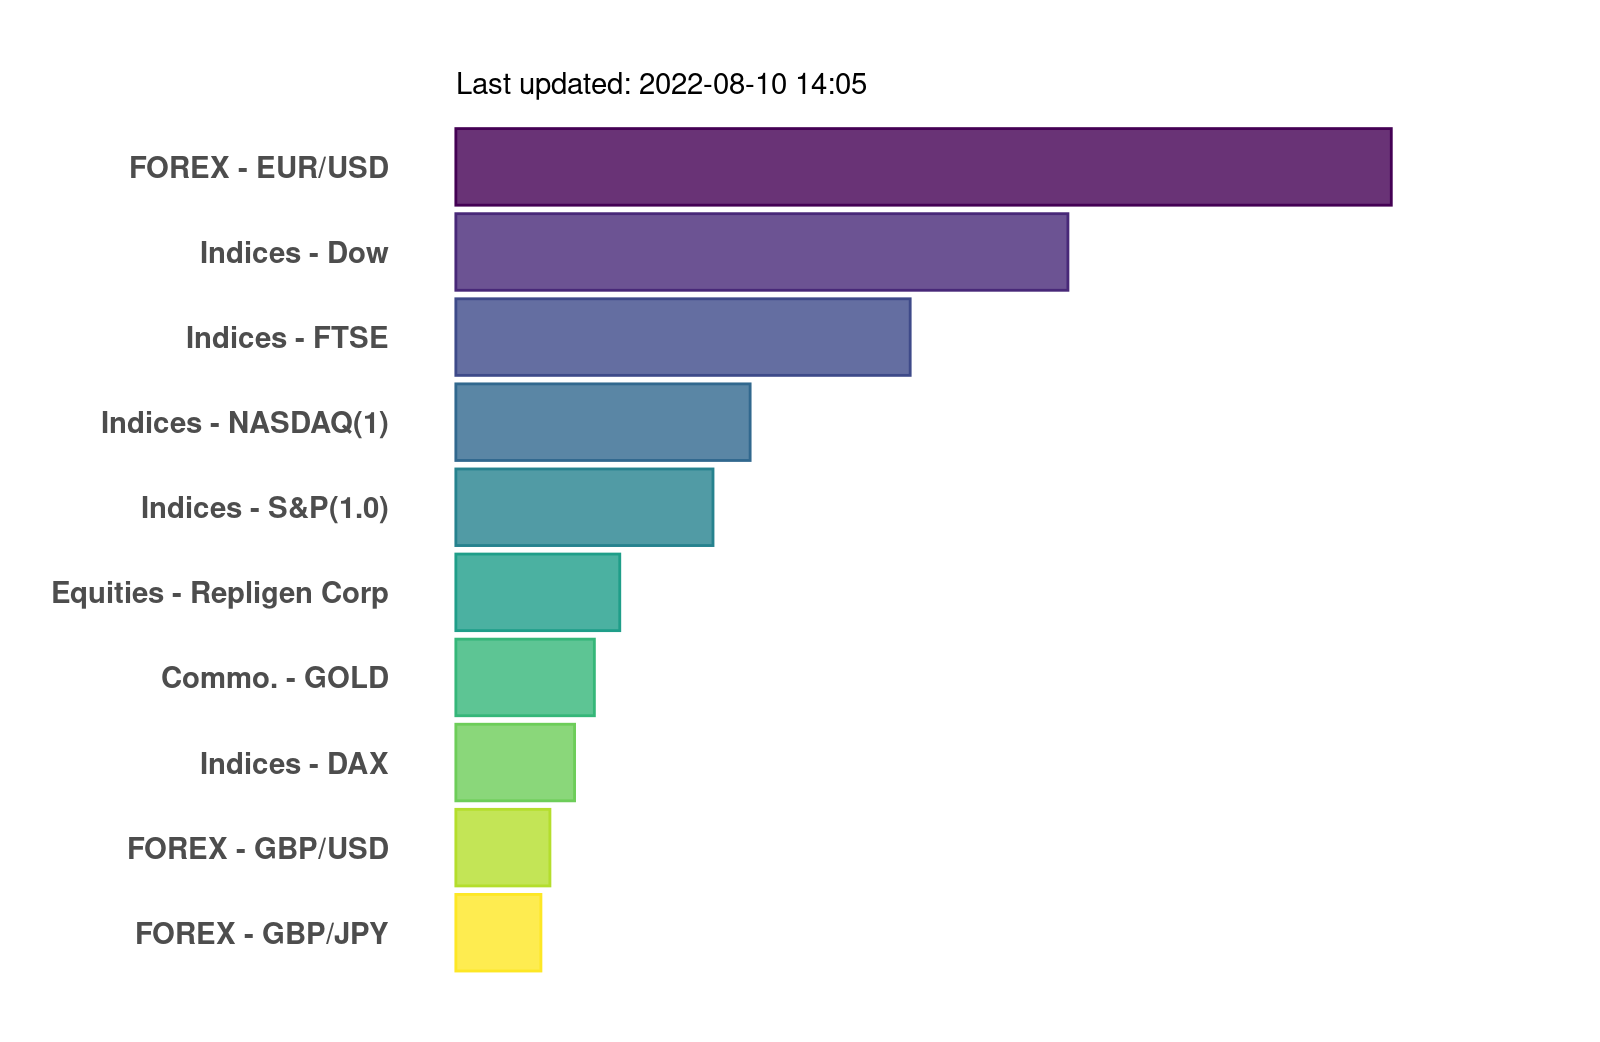 Last updated: 2022-08-10 14:05
FOREX - EUR/USD
Indices - Dow
Indices - FTSE
Indices - NASDAQ(1)
Indices - S&P(1.0)
Equities - Repligen Corp
Commo. - GOLD
Indices - DAX
FOREX - GBP/USD
FOREX - GBP/JPY